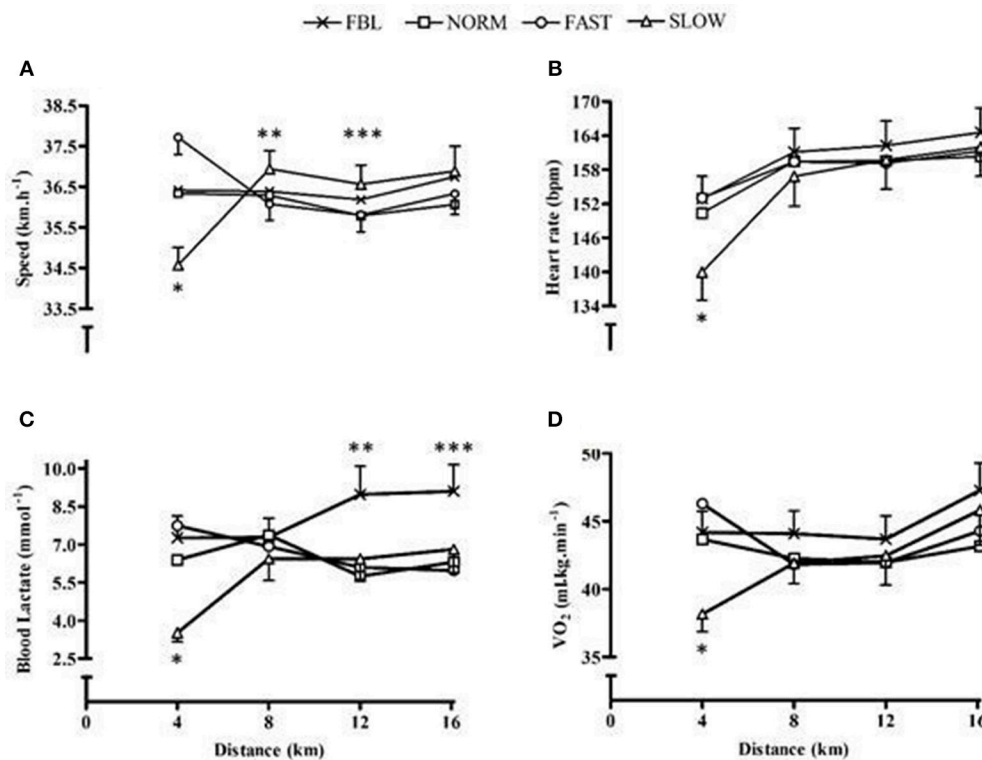 FBL NORM FAST SLOW
A
Speed (km.h⁻¹)
38.5
37.5
36.5
35.5
34.5
33.5
**
***
*
B
Heart rate (bpm)
170
164
158
152
146
140
134
*
C
Blood Lactate (mmol⁻¹)
10.0
8.5
7.0
5.5
4.0
2.5
**
***
*
0 4 8 12 16
Distance (km)
D
VO₂ (ml.kg.min⁻¹)
50
45
40
35
*
0 4 8 12 16
Distance (km)